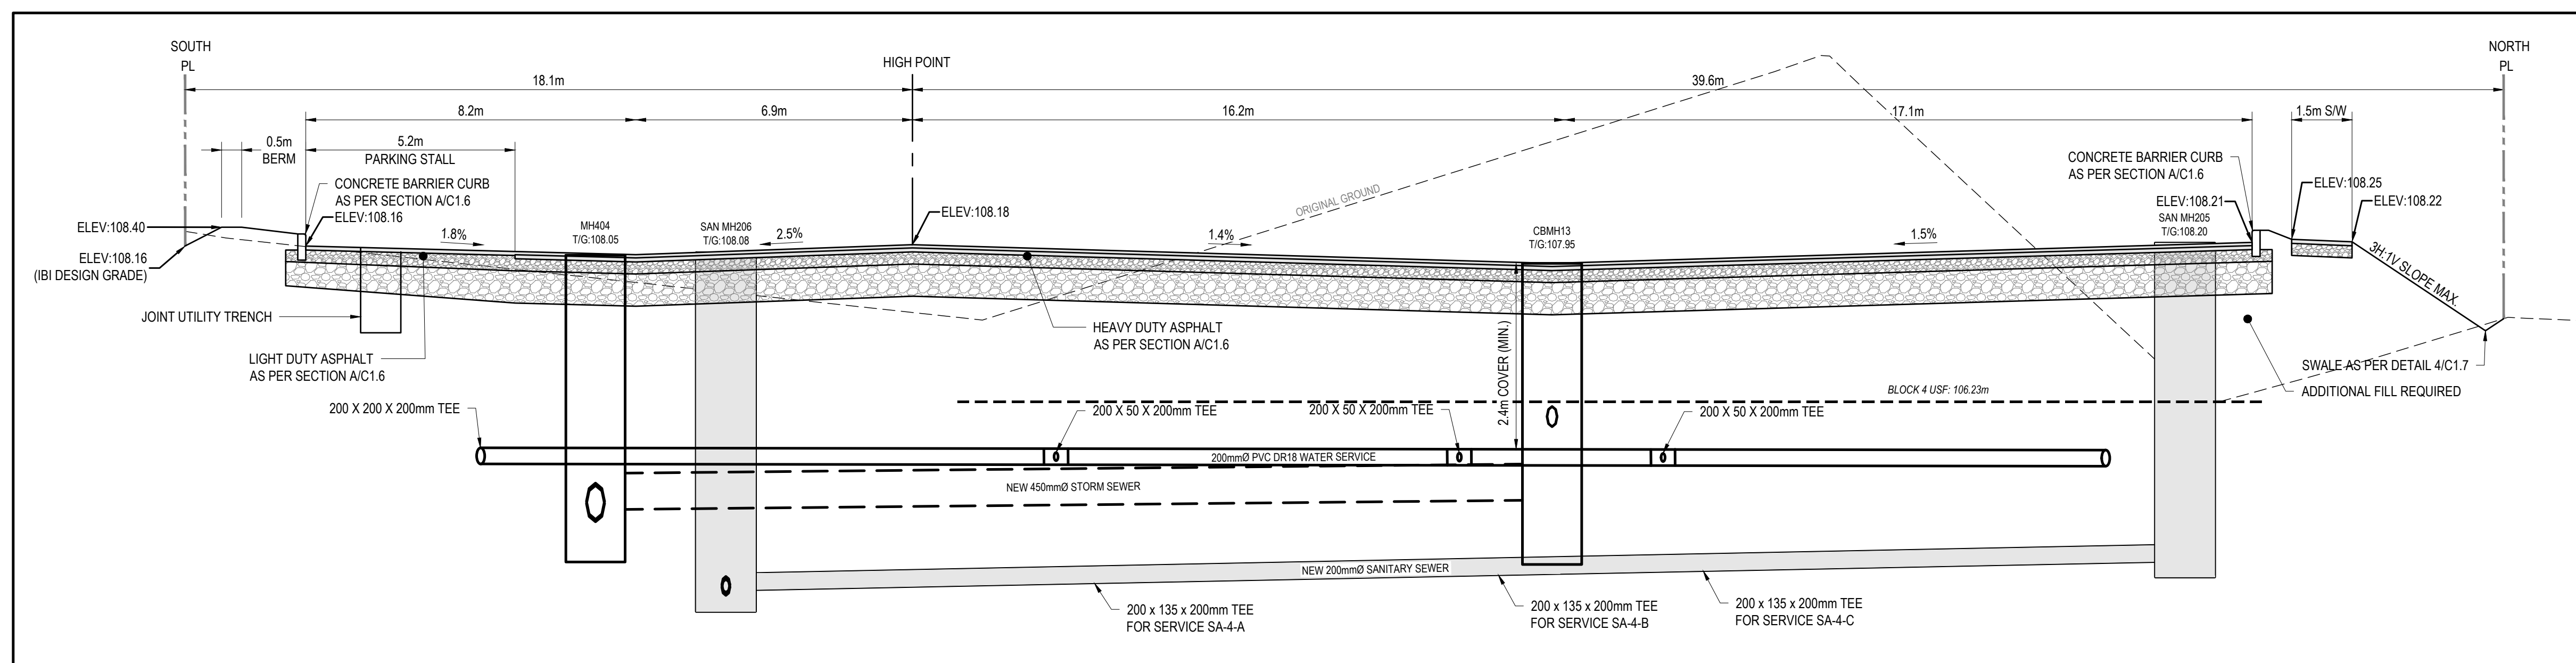 SOUTH
PL
HIGH POINT
NORTH
PL
18.1m
39.6m
8.2m
6.9m
16.2m
17.1m
1.5m S/W
0.5m
BERM
5.2m
PARKING STALL
CONCRETE BARRIER CURB
AS PER SECTION A/C1.6
ELEV:108.16
ELEV:108.40
ELEV:108.16
(IBI DESIGN GRADE)
1.8%
MH404
T/G:108.05
SAN MH206
T/G:108.08
2.5%
ELEV:108.18
1.4%
ORIGINAL GROUND
CBMH13
T/G:107.95
1.5%
CONCRETE BARRIER CURB
AS PER SECTION A/C1.6
ELEV:108.21
SAN MH205
T/G:108.20
ELEV:108.25
ELEV:108.22
3H:1V SLOPE MAX.
JOINT UTILITY TRENCH
LIGHT DUTY ASPHALT
AS PER SECTION A/C1.6
HEAVY DUTY ASPHALT
AS PER SECTION A/C1.6
2.4m COVER (MIN.)
SWALE AS PER DETAIL 4/C1.7
ADDITIONAL FILL REQUIRED
BLOCK 4 USF: 106.23m
200 X 200 X 200mm TEE
200 X 50 X 200mm TEE
200 X 50 X 200mm TEE
200 X 50 X 200mm TEE
200mmØ PVC DR18 WATER SERVICE
NEW 450mmØ STORM SEWER
NEW 200mmØ SANITARY SEWER
200 x 135 x 200mm TEE
FOR SERVICE SA-4-A
200 x 135 x 200mm TEE
FOR SERVICE SA-4-B
200 x 135 x 200mm TEE
FOR SERVICE SA-4-C